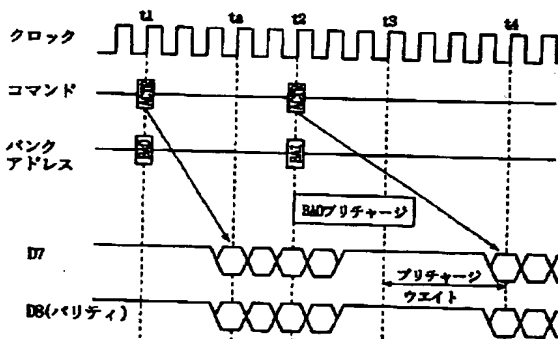 t1 ta t2 t3 t4
クロック
コマンド
バンク
アドレス
BA0
BA1
BA0プリチャージ
D7
プリチャージ
ウエイト
D8(パリティ)